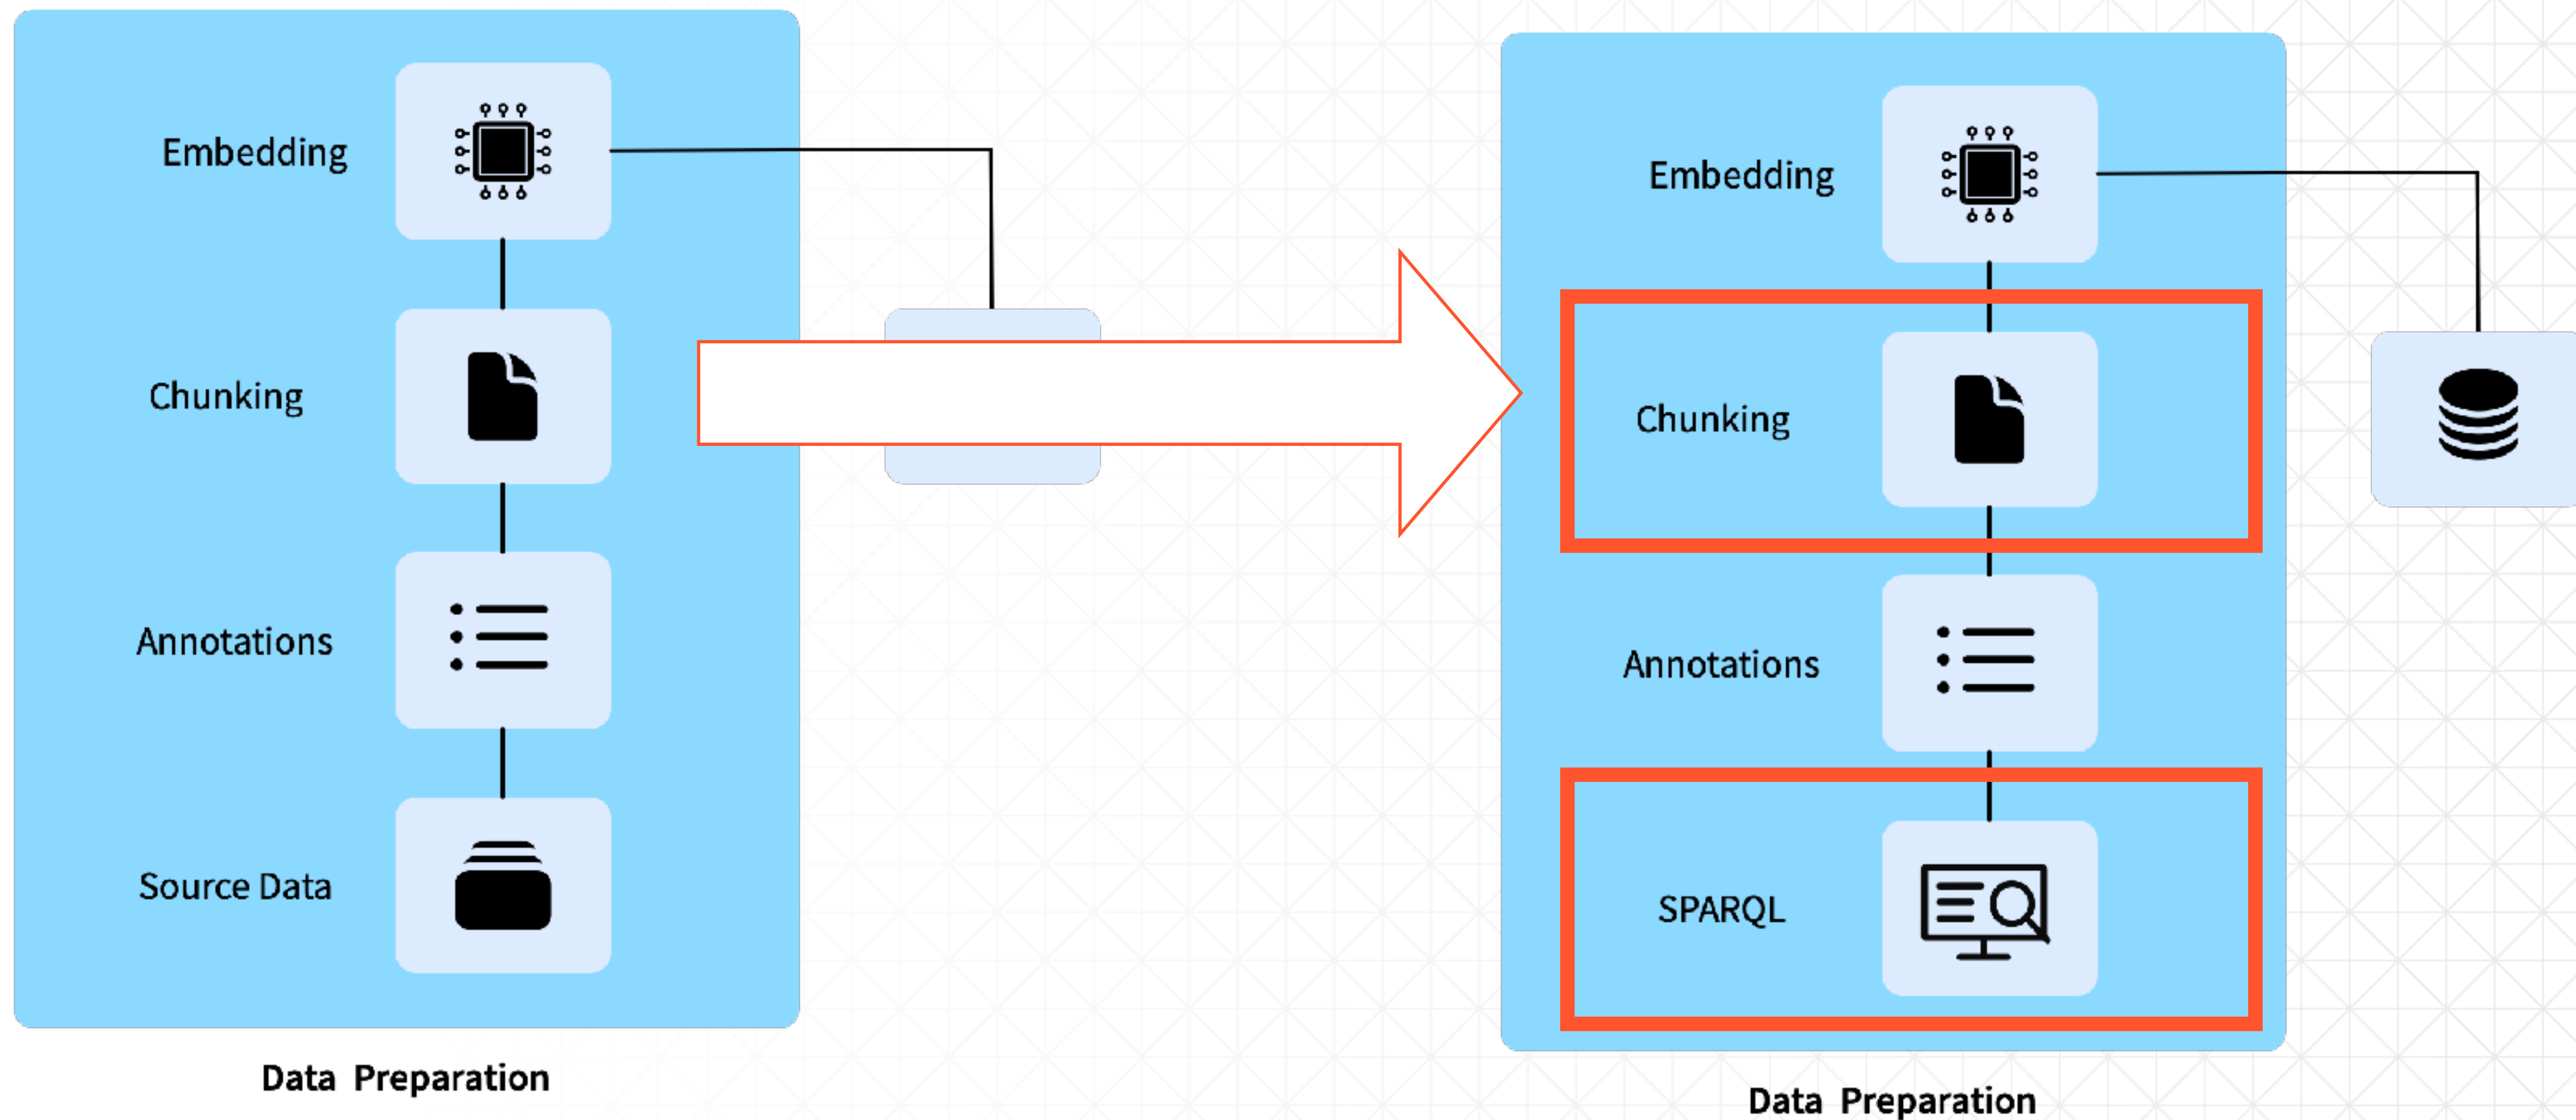 Embedding
Chunking
Annotations
Source Data
Data Preparation
Embedding
Chunking
Annotations
SPARQL
Data Preparation